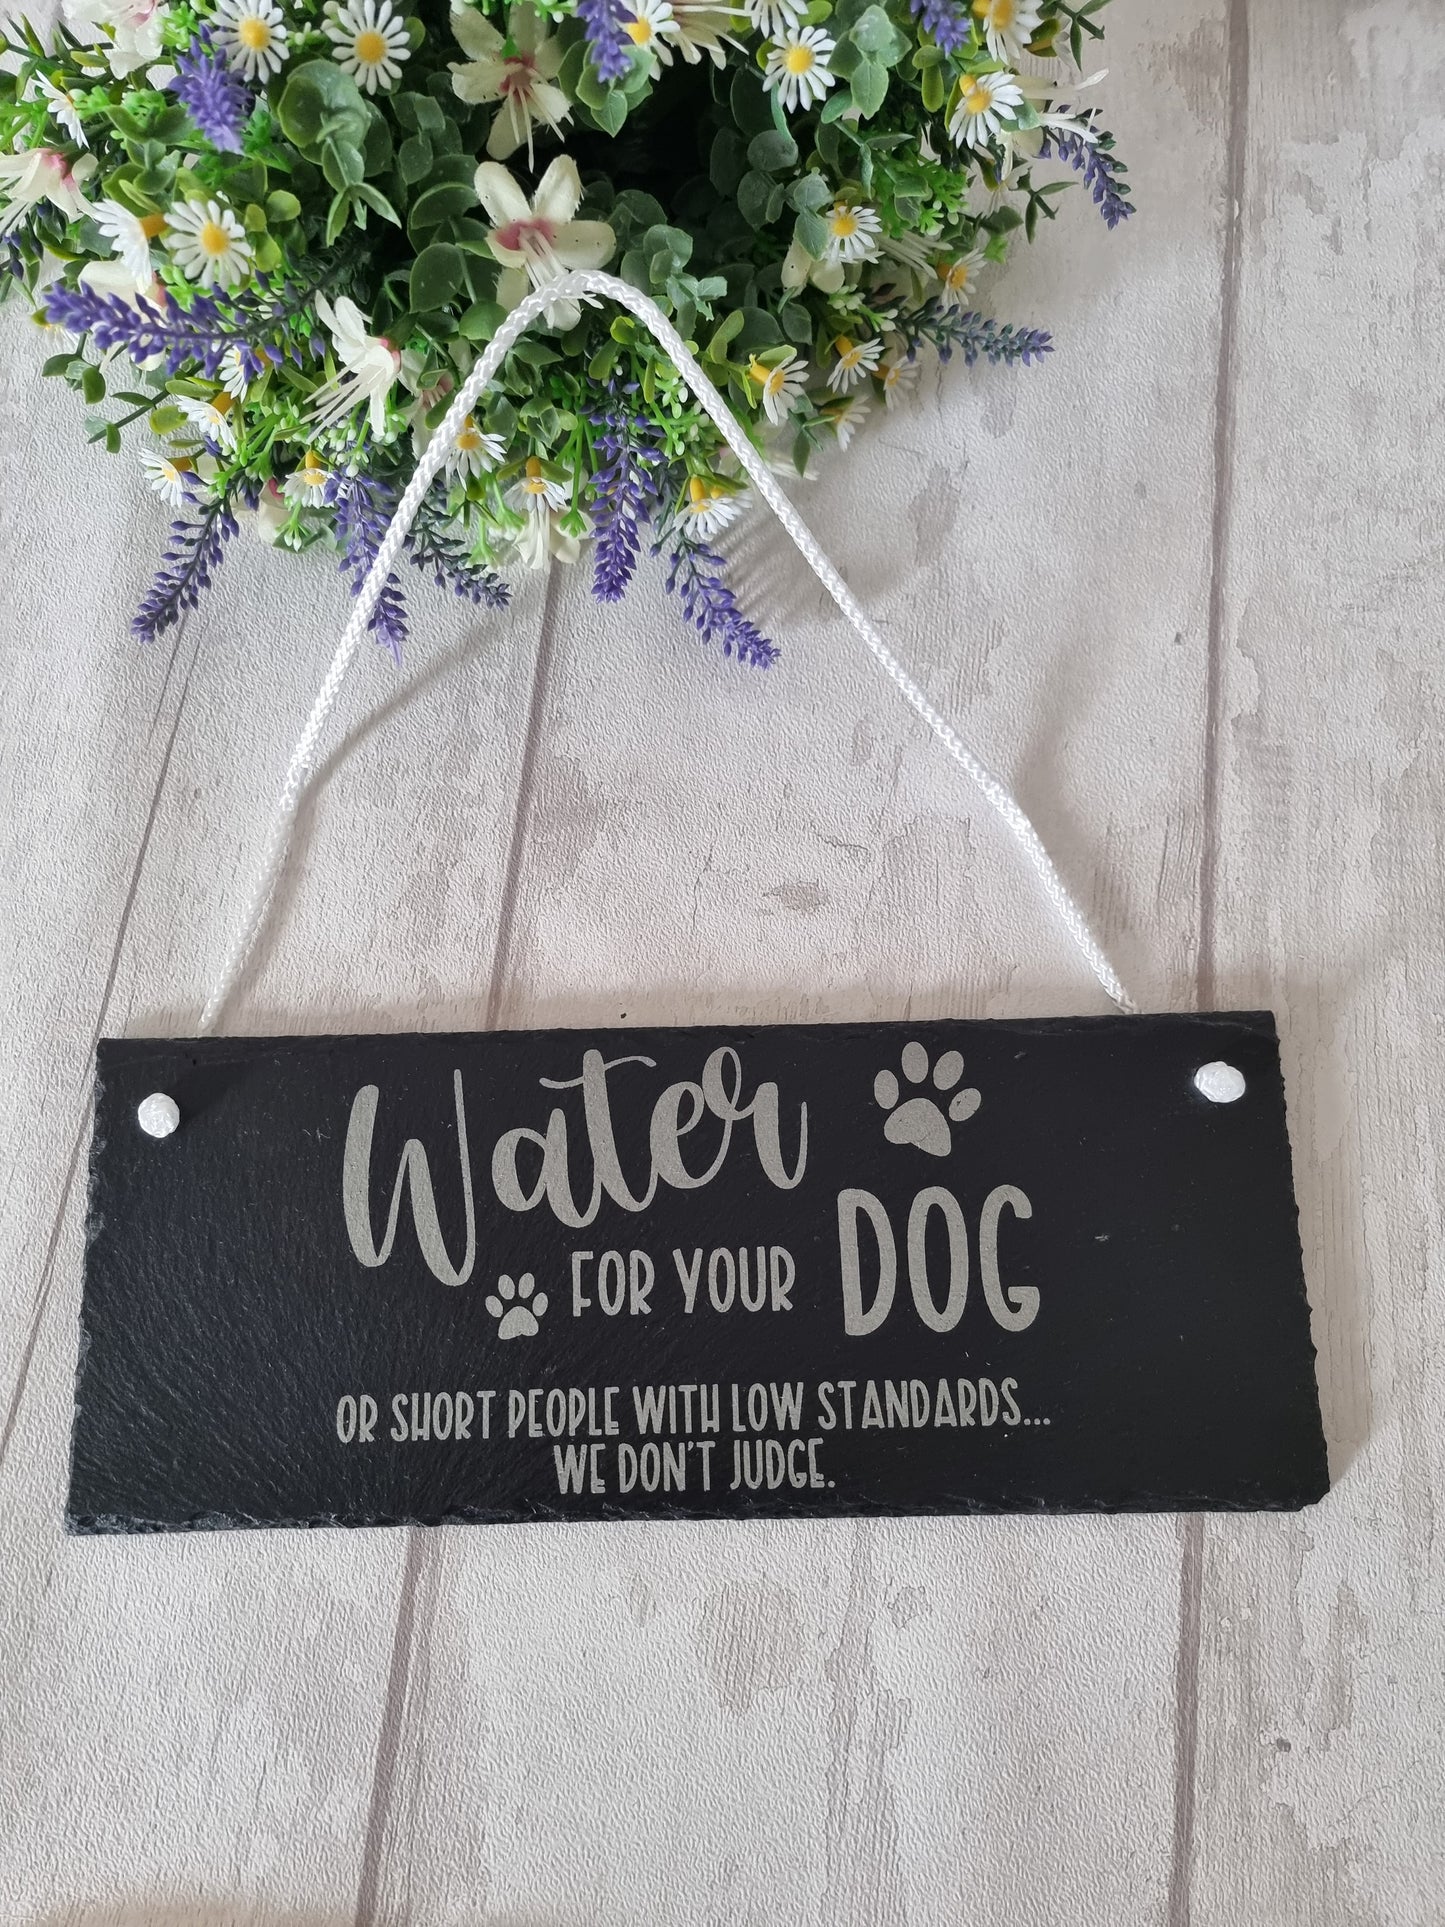 Water
FOR YOUR DOG
OR SHORT PEOPLE WITH LOW STANDARDS...
WE DON'T JUDGE.